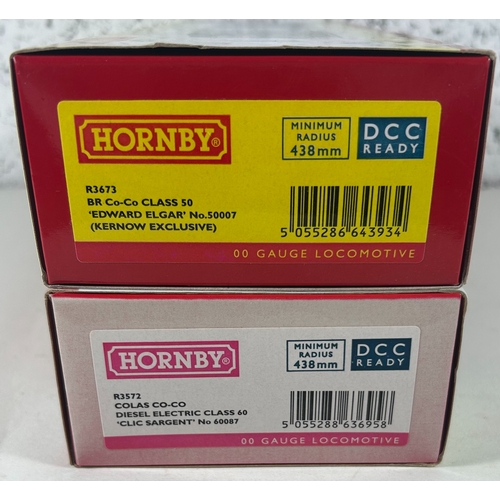 HORNBY®
MINIMUM
RADIUS
438mm
DCC
READY
R3673
BR Co-Co CLASS 50
'EDWARD ELGAR' No.50007
(KERNOW EXCLUSIVE)
5 055286 643934
00 GAUGE LOCOMOTIVE
HORNBY®
MINIMUM
RADIUS
438mm
DCC
READY
R3572
COLAS CO-CO
DIESEL ELECTRIC CLASS 60
'CLIC SARGENT' No 60087
5 055288 636958
00 GAUGE LOCOMOTIVE